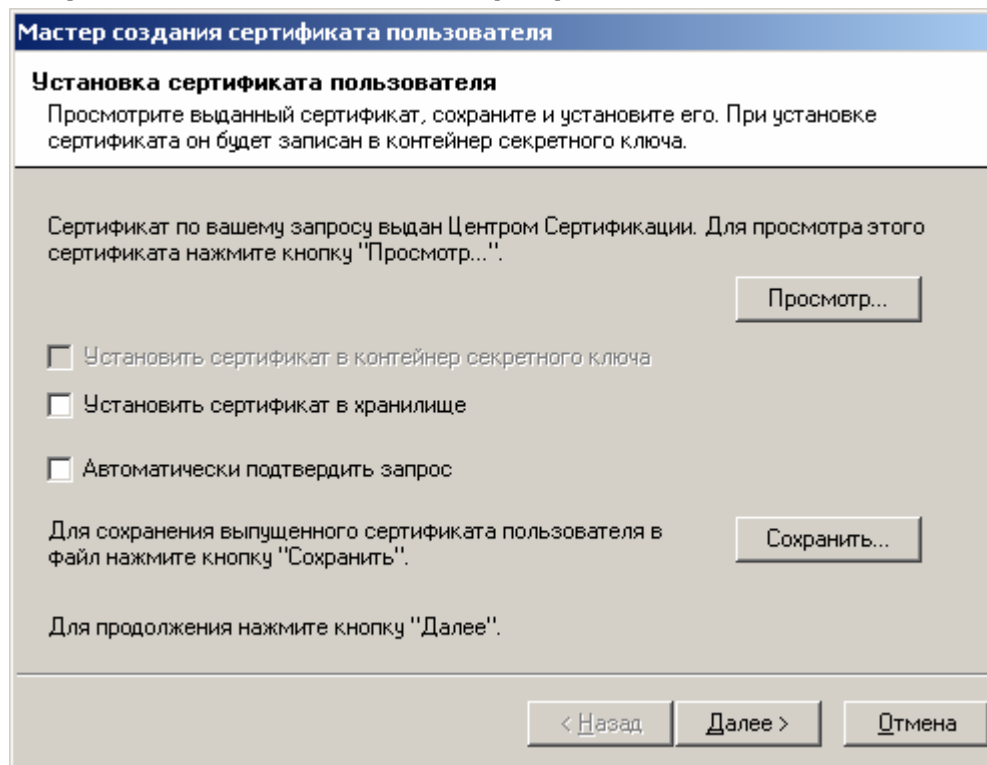 Мастер создания сертификата пользователя
Установка сертификата пользователя
Просмотрите выданный сертификат, сохраните и установите его. При установке
сертификата он будет записан в контейнер секретного ключа.
Сертификат по вашему запросу выдан Центром Сертификации. Для просмотра этого
сертификата нажмите кнопку "Просмотр...".
Просмотр...
Установить сертификат в контейнер секретного ключа
Установить сертификат в хранилище
Автоматически подтвердить запрос
Для сохранения выпущенного сертификата пользователя в
файл нажмите кнопку "Сохранить".
Сохранить...
Для продолжения нажмите кнопку "Далее".
< Назад Далее > Отмена